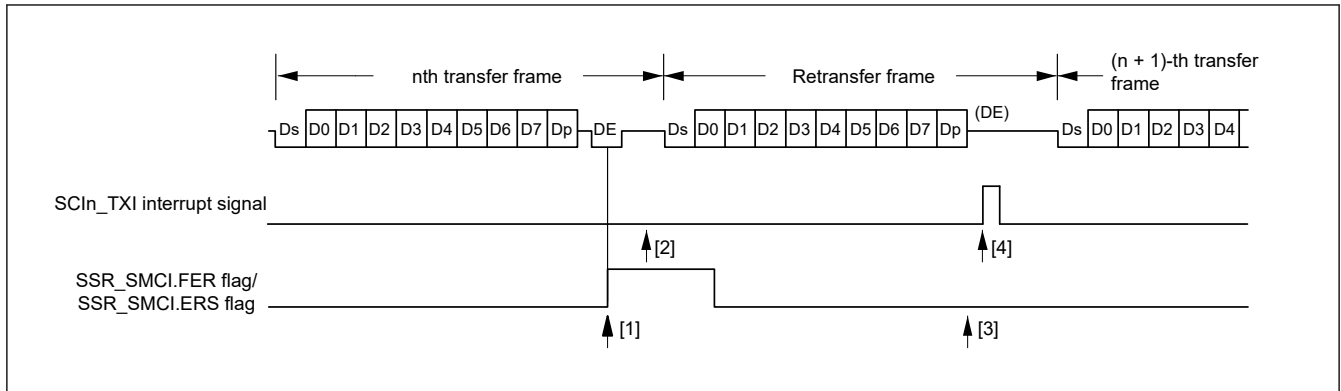 nth transfer frame
Retransfer frame
(n + 1)-th transfer
frame
Ds D0 D1 D2 D3 D4 D5 D6 D7 Dp DE Ds D0 D1 D2 D3 D4 D5 D6 D7 Dp (DE) Ds D0 D1 D2 D3 D4
SCIn_TXI interrupt signal
[2] [4]
SSR_SMCI.FER flag/
SSR_SMCI.ERS flag
[1] [3]